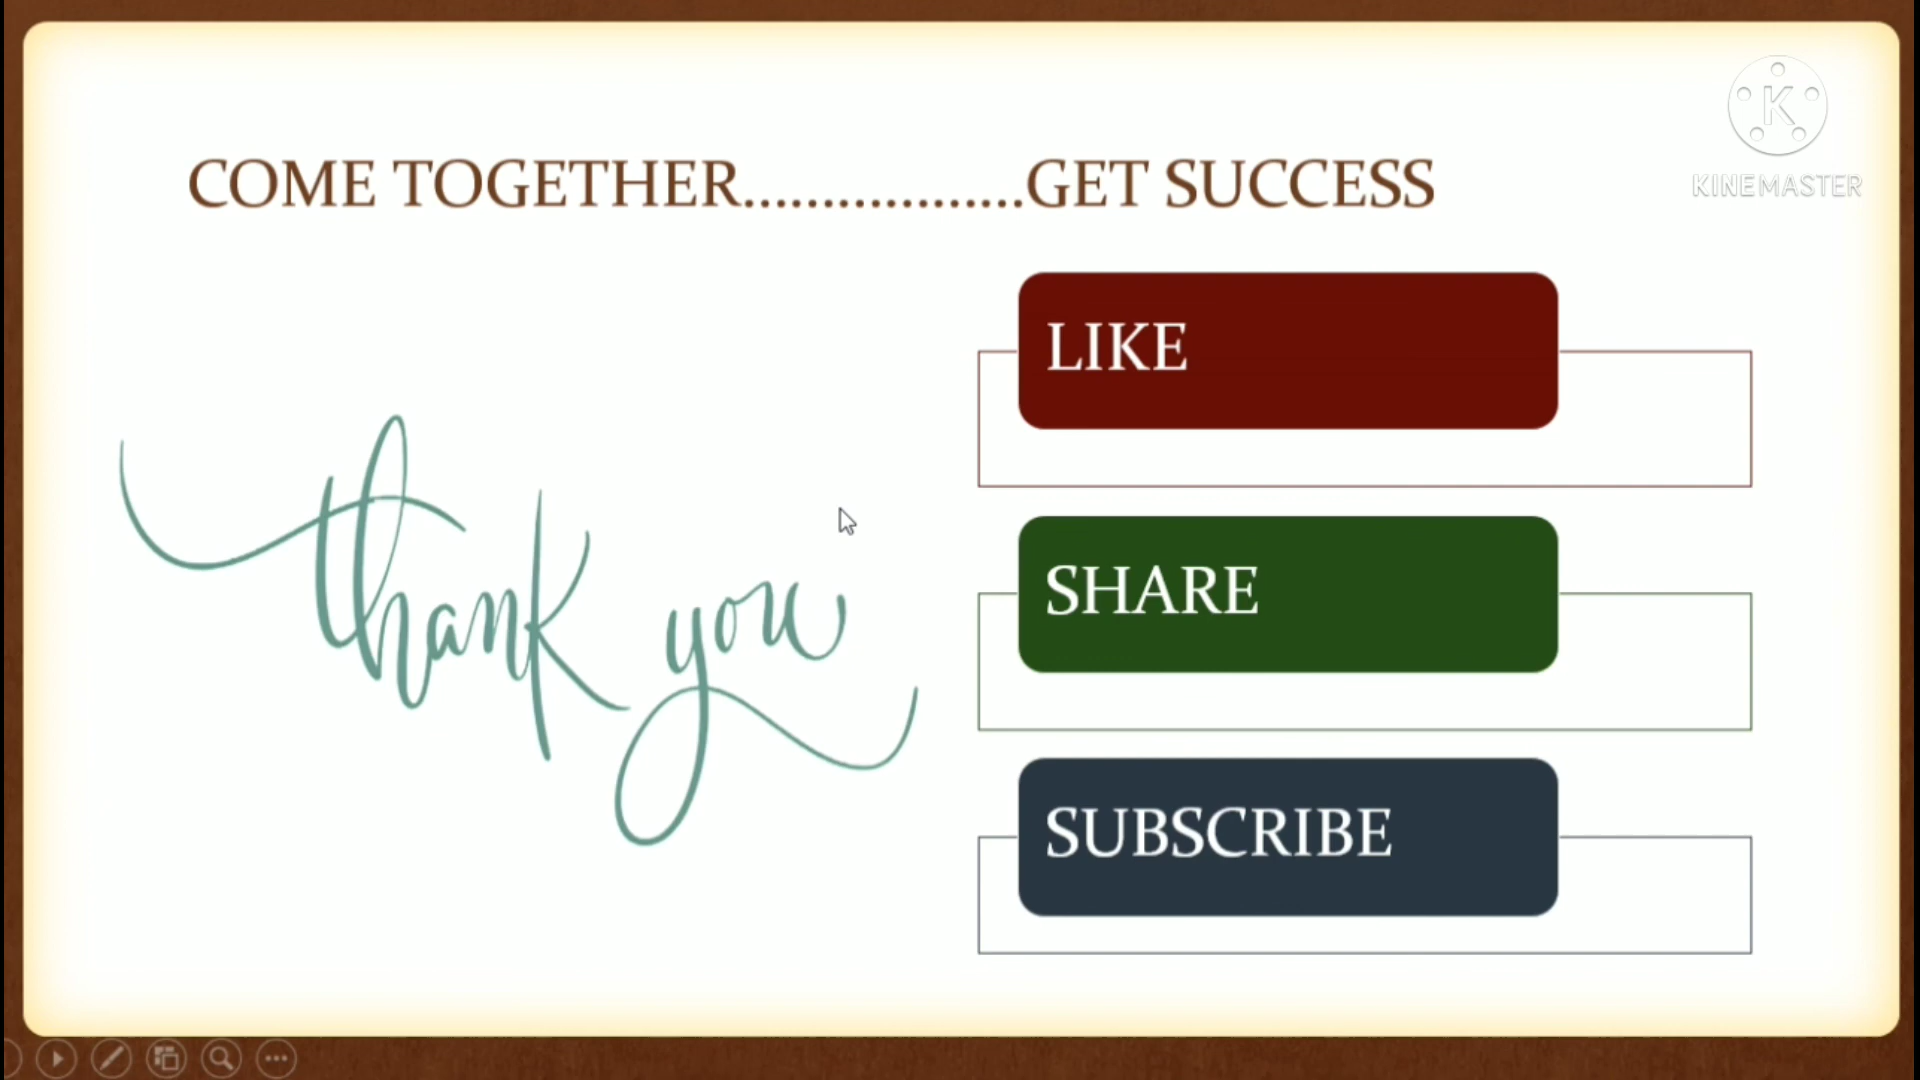 COME TOGETHER..................GET SUCCESS
K
KINEMASTER
thank you
LIKE
SHARE
SUBSCRIBE